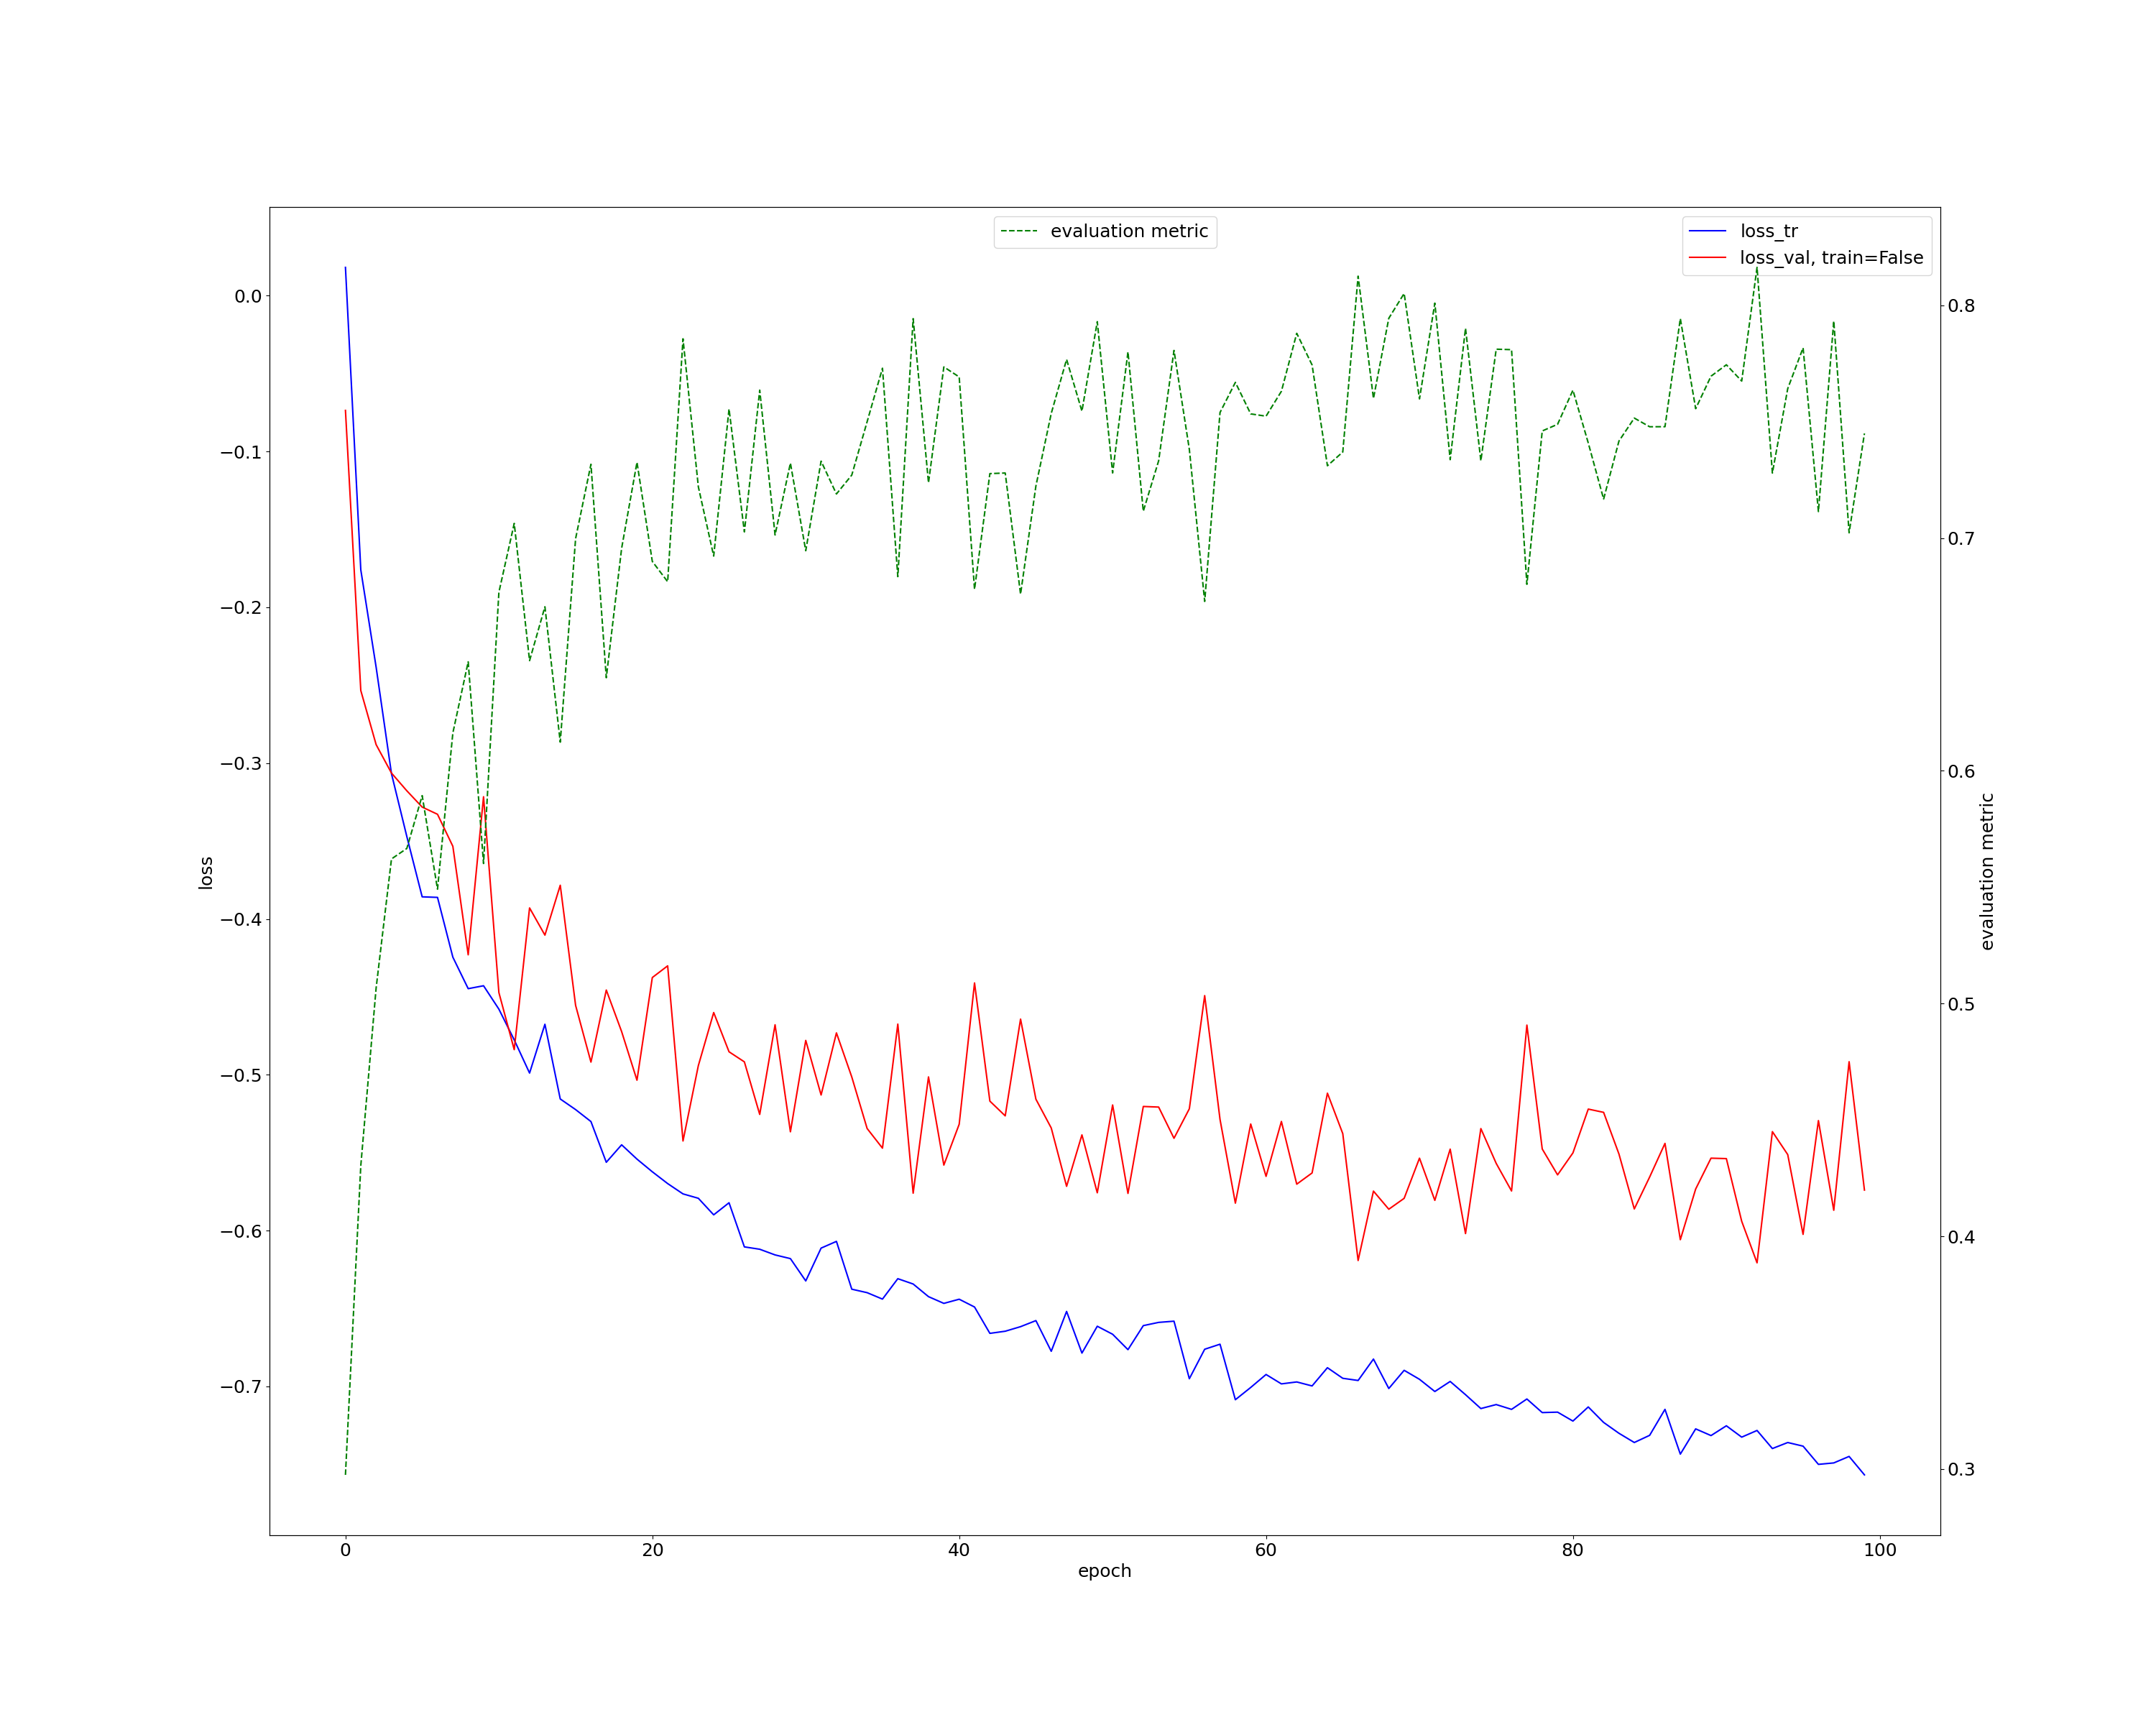 evaluation metric
loss_tr
loss_val, train=False
0.0
−0.1
−0.2
−0.3
−0.4
−0.5
−0.6
−0.7
loss
0.8
0.7
0.6
0.5
0.4
0.3
evaluation metric
0 20 40 60 80 100
epoch